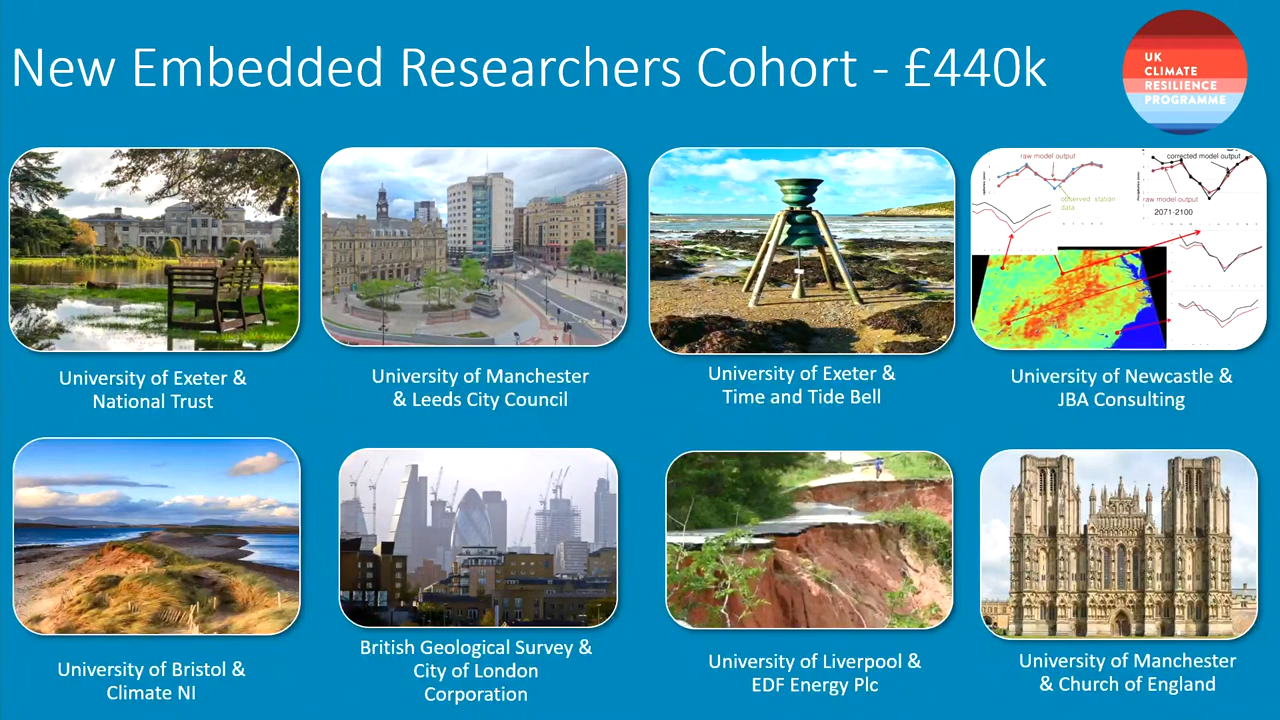 New Embedded Researchers Cohort - £440k
UK
CLIMATE
RESILIENCE
PROGRAMME
raw model output
observed station
data
corrected model output
raw model output
2071-2100
University of Exeter &
National Trust
University of Manchester
& Leeds City Council
University of Exeter &
Time and Tide Bell
University of Newcastle &
JBA Consulting
University of Bristol &
Climate NI
British Geological Survey &
City of London
Corporation
University of Liverpool &
EDF Energy Plc
University of Manchester
& Church of England